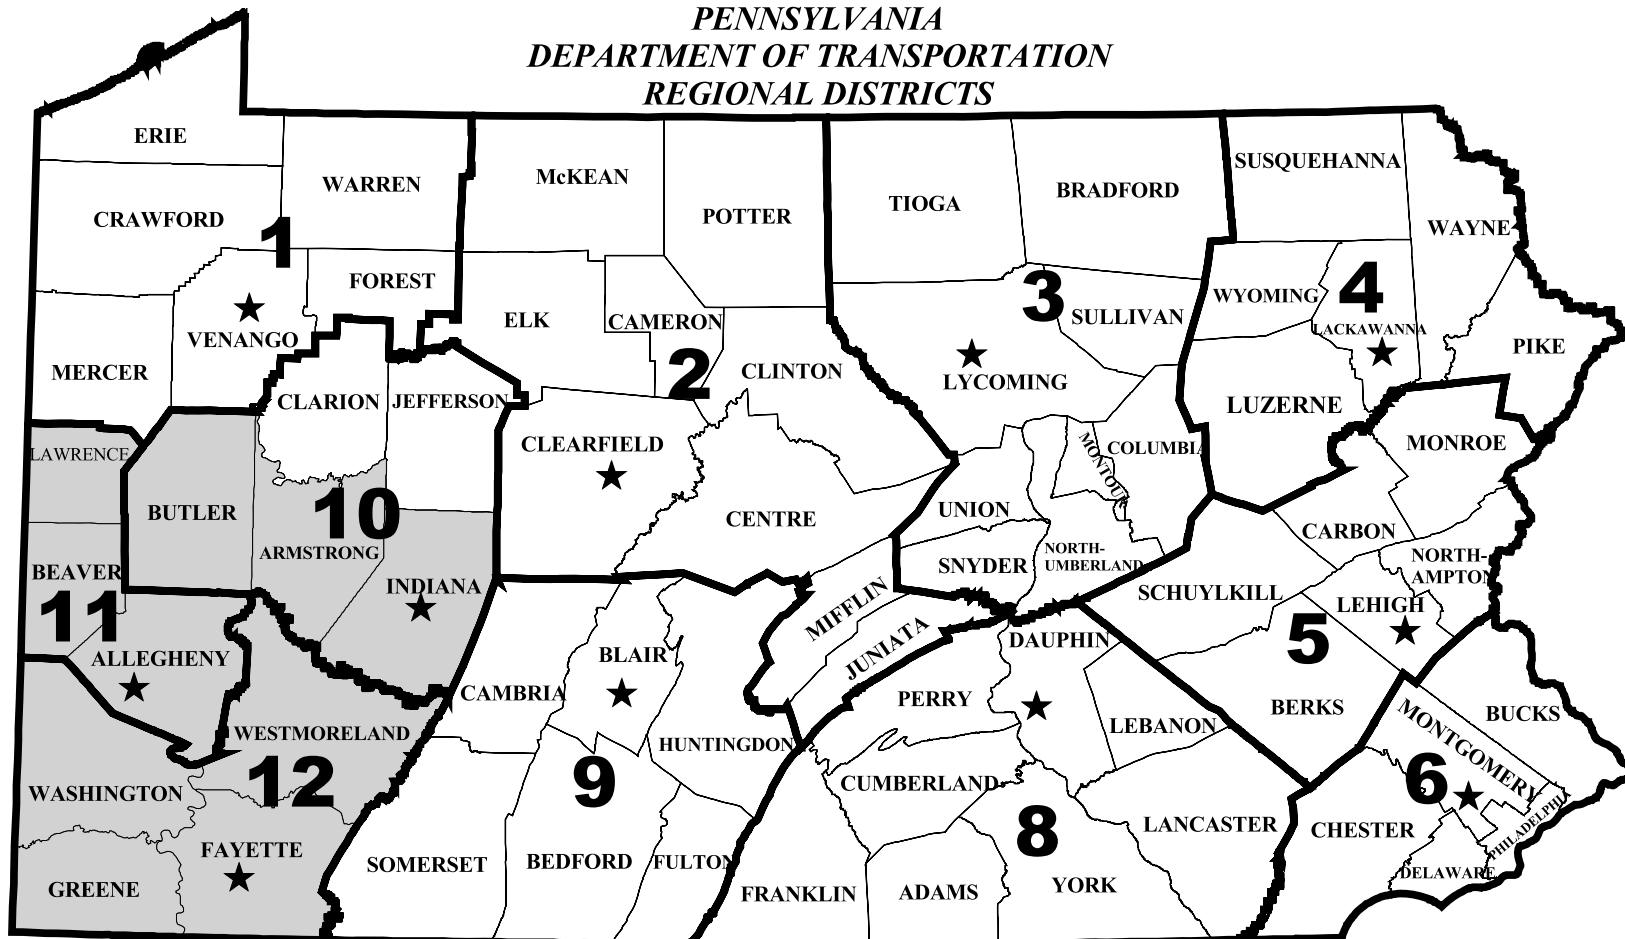 PENNSYLVANIA
DEPARTMENT OF TRANSPORTATION
REGIONAL DISTRICTS
ERIE
WARREN
McKEAN
POTTER
TIOGA
BRADFORD
SUSQUEHANNA
WAYNE
CRAWFORD
1
FOREST
VENANGO
MERCER
ELK
CAMERON
2
CLINTON
3
SULLIVAN
LYCOMING
WYOMING
4
LACKAWANNA
PIKE
CLARION
JEFFERSON
CLEARFIELD
CENTRE
LUZERNE
MONROE
COLUMBIA
MONTOUR
UNION
SNYDER
NORTH-
UMBERLAND
CARBON
NORTH-
AMPTON
SCHUYLKILL
LEHIGH
5
BERKS
LAWRENCE
BUTLER
10
ARMSTRONG
INDIANA
BEAVER
11
ALLEGHENY
MIFFLIN
JUNIATA
DAUPHIN
BLAIR
CAMBRIA
PERRY
LEBANON
HUNTINGDON
WESTMORELAND
12
WASHINGTON
FAYETTE
GREENE
SOMERSET
9
BEDFORD
FULTON
CUMBERLAND
8
FRANKLIN
ADAMS
YORK
LANCASTER
CHESTER
6
MONTGOMERY
BUCKS
PHILADELPHIA
DELAWARE